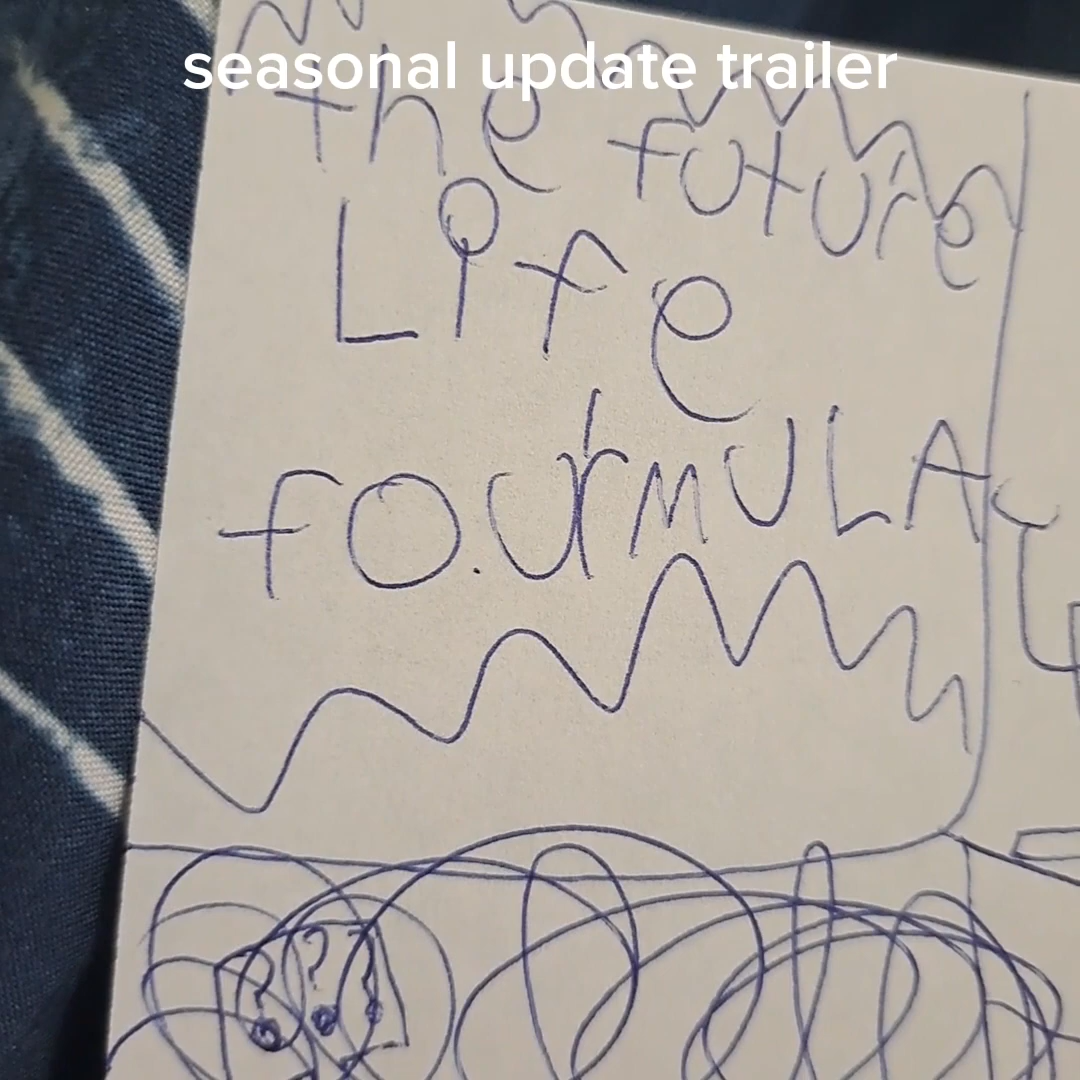 seasonal update trailer
the future
Life
fo.urmULA
???